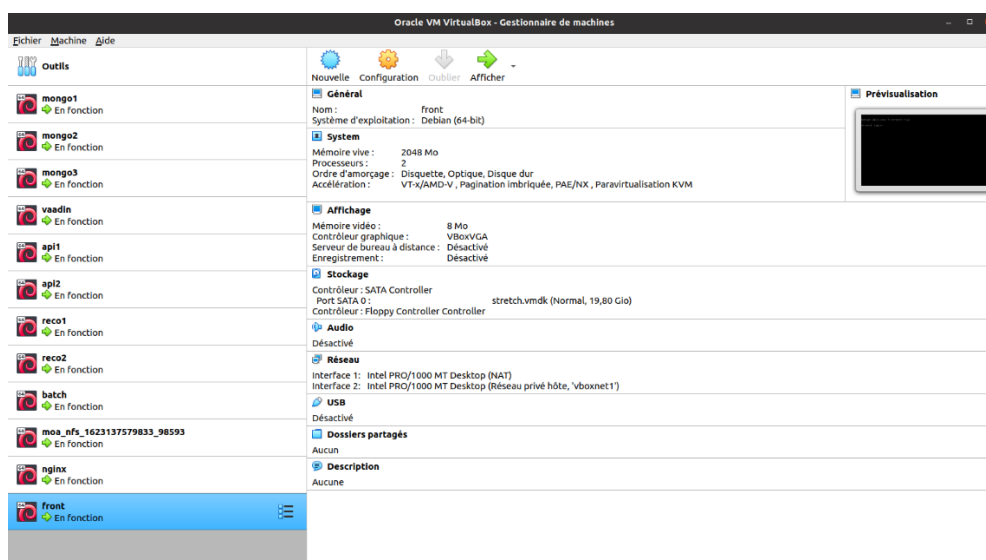 Oracle VM VirtualBox - Gestionnaire de machines
Fichier Machine Aide
Outils
mongo1
En fonction
mongo2
En fonction
mongo3
En fonction
vaadin
En fonction
api1
En fonction
api2
En fonction
reco1
En fonction
reco2
En fonction
batch
En fonction
moa_nfs_1623137579833_98593
En fonction
nginx
En fonction
front
En fonction
Nouvelle Configuration Oublier Afficher
Général
Nom : front
Système d'exploitation : Debian (64-bit)
System
Mémoire vive : 2048 Mo
Processeurs : 2
Ordre d'amorçage : Disquette, Optique, Disque dur
Accélération : VT-x/AMD-V , Pagination imbriquée, PAE/NX , Paravirtualisation KVM
Prévisualisation
Affichage
Mémoire vidéo : 8 Mo
Contrôleur graphique : VBoxVGA
Serveur de bureau à distance : Désactivé
Enregistrement : Désactivé
Stockage
Contrôleur : SATA Controller
Port SATA 0 : stretch.vmdk (Normal, 19,80 Gio)
Contrôleur : Floppy Controller Controller
Audio
Désactivé
Réseau
Interface 1: Intel PRO/1000 MT Desktop (NAT)
Interface 2: Intel PRO/1000 MT Desktop (Réseau privé hôte, 'vboxnet1')
USB
Désactivé
Dossiers partagés
Aucun
Description
Aucune